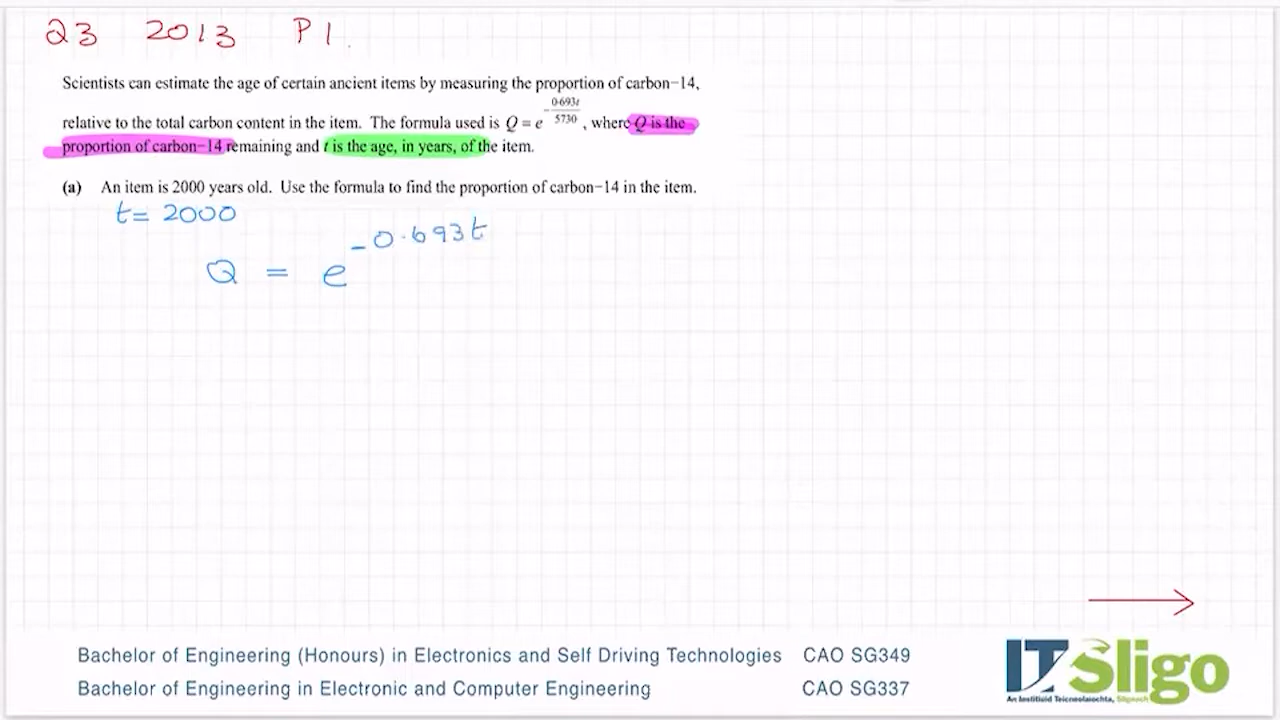 Q3 2013 P1.
Scientists can estimate the age of certain ancient items by measuring the proportion of carbon−14,
relative to the total carbon content in the item. The formula used is Q = e^(−0·693t/5730), where Q is the
proportion of carbon−14 remaining and t is the age, in years, of the item.
(a) An item is 2000 years old. Use the formula to find the proportion of carbon−14 in the item.
t = 2000
Q = e^(−0.693t)
Bachelor of Engineering (Honours) in Electronics and Self Driving Technologies CAO SG349
Bachelor of Engineering in Electronic and Computer Engineering CAO SG337
IT Sligo
An Institiúid Teicneolaíochta, Sligeach